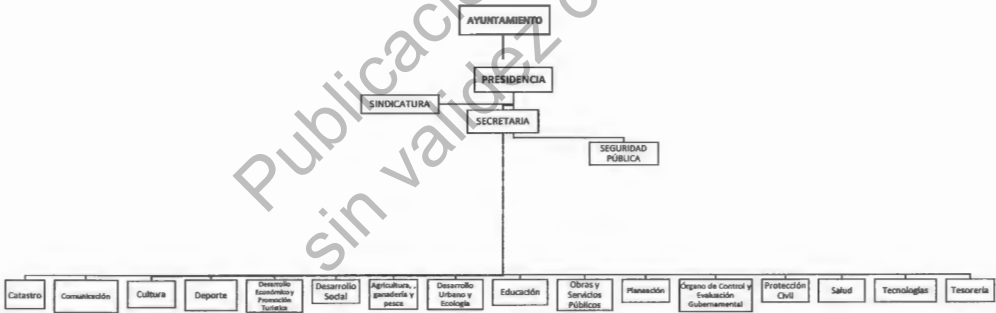 AYUNTAMIENTO
PRESIDENCIA
SINDICATURA
SECRETARIA
SEGURIDAD
PÚBLICA
Publicac
sin validez o
Catastro
Comunicación
Cultura
Deporte
Desarrollo
Económico y
Promoción
Turística
Desarrollo
Social
Agricultura, ,
ganadería y
pesca
Desarrollo
Urbano y
Ecología
Educación
Obras y
Servicios
Públicos
Planeación
Órgano de Control y
Evaluación
Gubernamental
Protección
Civil
Salud
Tecnologías
Tesorería